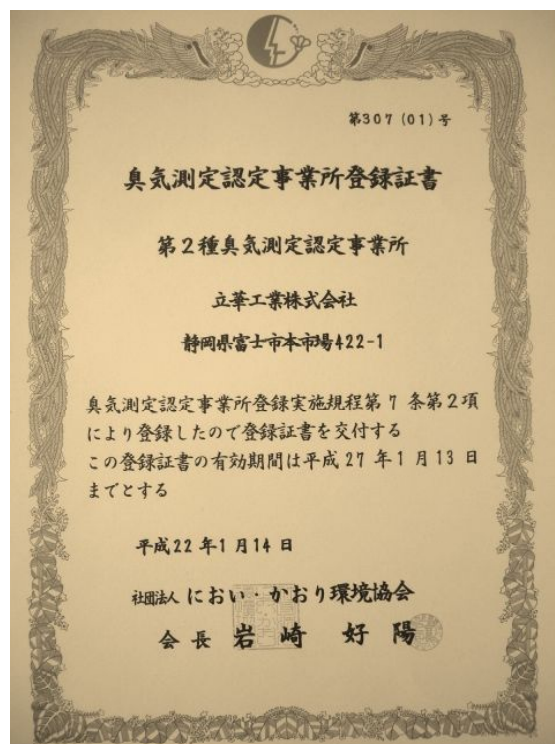 第307(01)号
臭気測定認定事業所登録証書
第2種臭気測定認定事業所
立華工業株式会社
静岡県富士市本市場422-1
臭気測定認定事業所登録実施規程第7条第2項
により登録したので登録証書を交付する
この登録証書の有効期間は平成27年1月13日
までとする
平成22年1月14日
社団法人におい・かおり環境協会
会長 岩崎 好陽